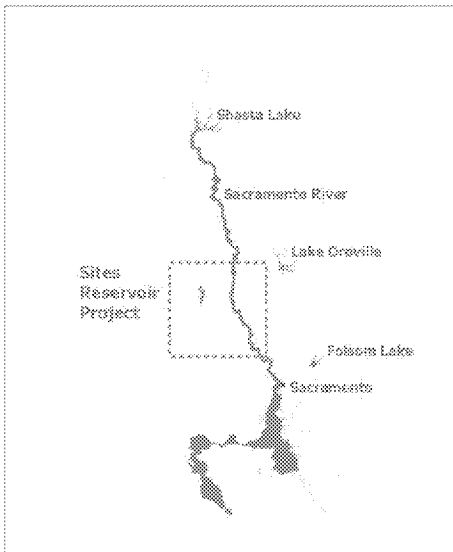 Shasta Lake
Sacramento River
Lake Oroville
Sites
Reservoir
Project
Folsom Lake
Sacramento